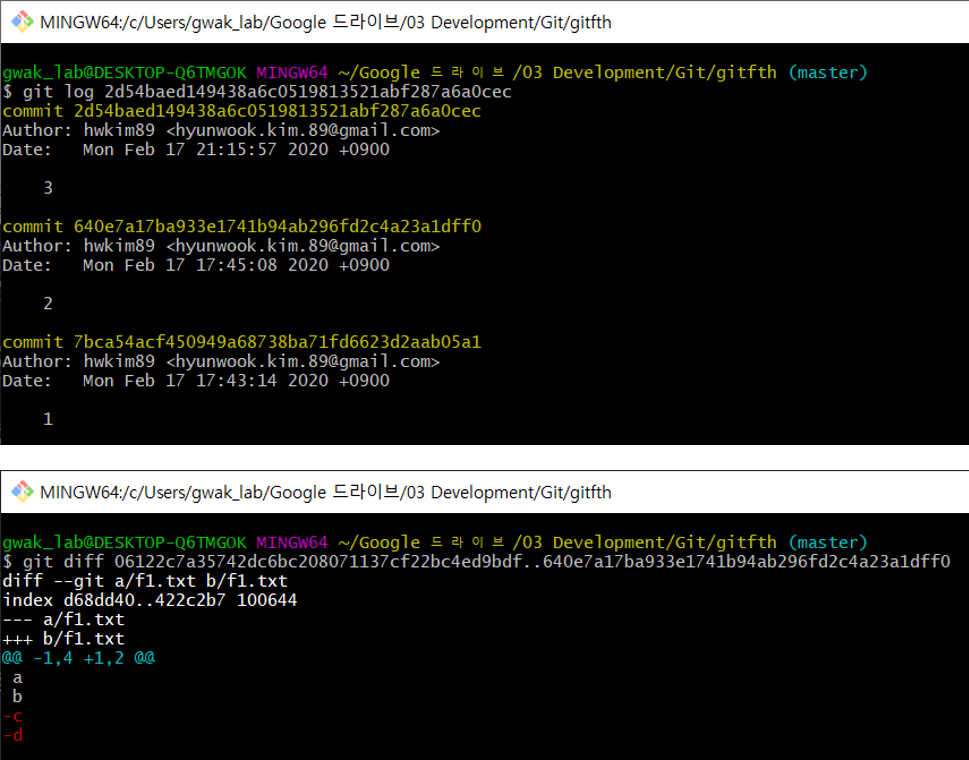 MINGW64:/c/Users/gwak_lab/Google 드라이브/03 Development/Git/gitfth
gwak_lab@DESKTOP-Q6TMGOK MINGW64 ~/Google 드 라 이 브 /03 Development/Git/gitfth (master)
$ git log 2d54baed149438a6c0519813521abf287a6a0cec
commit 2d54baed149438a6c0519813521abf287a6a0cec
Author: hwkim89 <hyunwook.kim.89@gmail.com>
Date:   Mon Feb 17 21:15:57 2020 +0900
3
commit 640e7a17ba933e1741b94ab296fd2c4a23a1dff0
Author: hwkim89 <hyunwook.kim.89@gmail.com>
Date:   Mon Feb 17 17:45:08 2020 +0900
2
commit 7bca54acf450949a68738ba71fd6623d2aab05a1
Author: hwkim89 <hyunwook.kim.89@gmail.com>
Date:   Mon Feb 17 17:43:14 2020 +0900
1
MINGW64:/c/Users/gwak_lab/Google 드라이브/03 Development/Git/gitfth
gwak_lab@DESKTOP-Q6TMGOK MINGW64 ~/Google 드 라 이 브 /03 Development/Git/gitfth (master)
$ git diff 06122c7a35742dc6bc208071137cf22bc4ed9bdf..640e7a17ba933e1741b94ab296fd2c4a23a1dff0
diff --git a/f1.txt b/f1.txt
index d68dd40..422c2b7 100644
--- a/f1.txt
+++ b/f1.txt
@@ -1,4 +1,2 @@
a
b
-c
-d